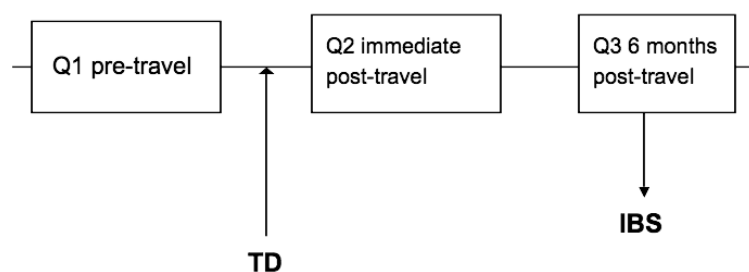 Q1 pre-travel
Q2 immediate
post-travel
Q3 6 months
post-travel
TD
IBS